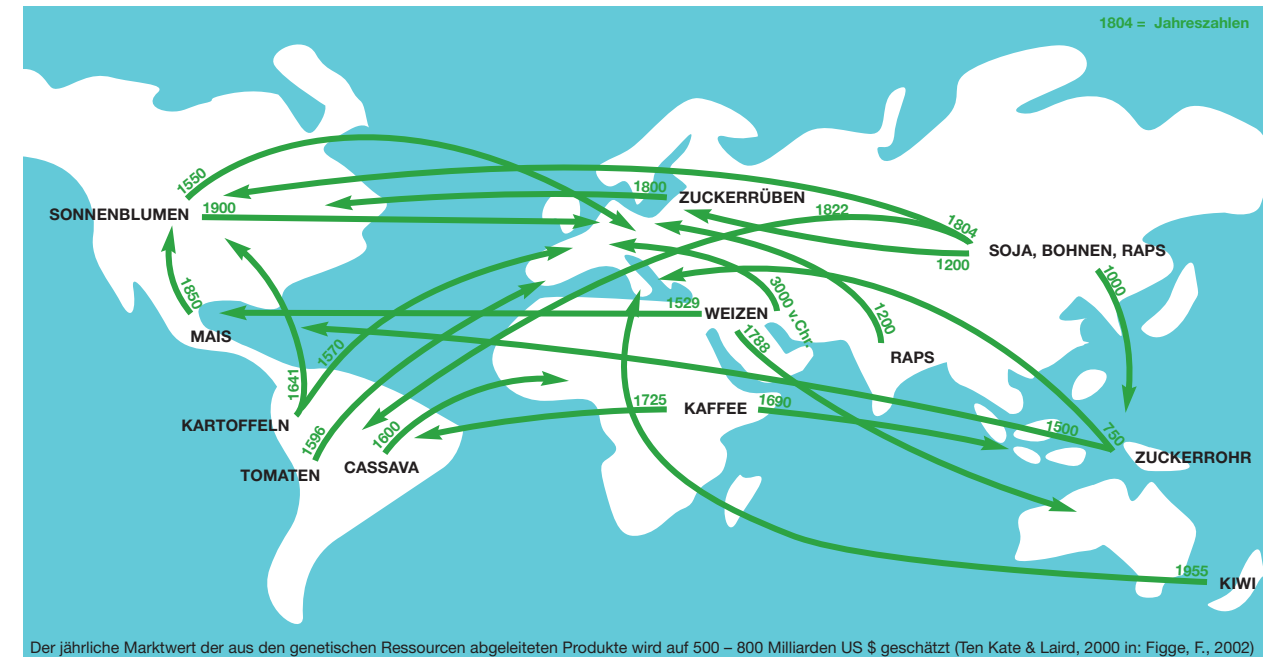 1804 = Jahreszahlen
1550
SONNENBLUMEN
1900
1800
ZUCKERRÜBEN
1822
1804
SOJA, BOHNEN, RAPS
1200
1000
1850
MAIS
1529
WEIZEN
3000 v.Chr.
1788
1200
RAPS
1570
1641
KARTOFFELN
1596
TOMATEN
1600
CASSAVA
1725
KAFFEE
1690
1500
750
ZUCKERROHR
1955
KIWI
Der jährliche Marktwert der aus den genetischen Ressourcen abgeleiteten Produkte wird auf 500 – 800 Milliarden US $ geschätzt (Ten Kate & Laird, 2000 in: Figge, F., 2002)